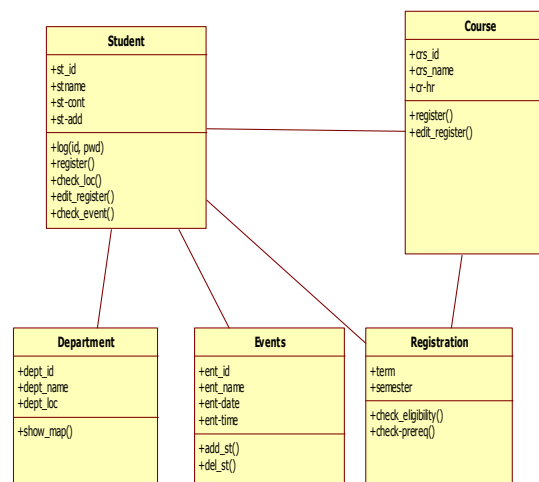 Student
+st_id
+stname
+st-cont
+st-add
+log(id, pwd)
+register()
+check_loc()
+edit_register()
+check_event()
Course
+crs_id
+crs_name
+cr-hr
+register()
+edit_register()
Department
+dept_id
+dept_name
+dept_loc
+show_map()
Events
+ent_id
+ent_name
+ent-date
+ent-time
+add_st()
+del_st()
Registration
+term
+semester
+check_eligibility()
+check-prereq()